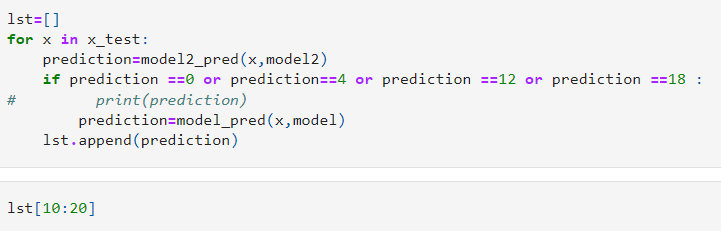 lst=[]
for x in x_test:
    prediction=model2_pred(x,model2)
    if prediction ==0 or prediction==4 or prediction ==12 or prediction ==18 :
#         print(prediction)
        prediction=model_pred(x,model)
    lst.append(prediction)
lst[10:20]